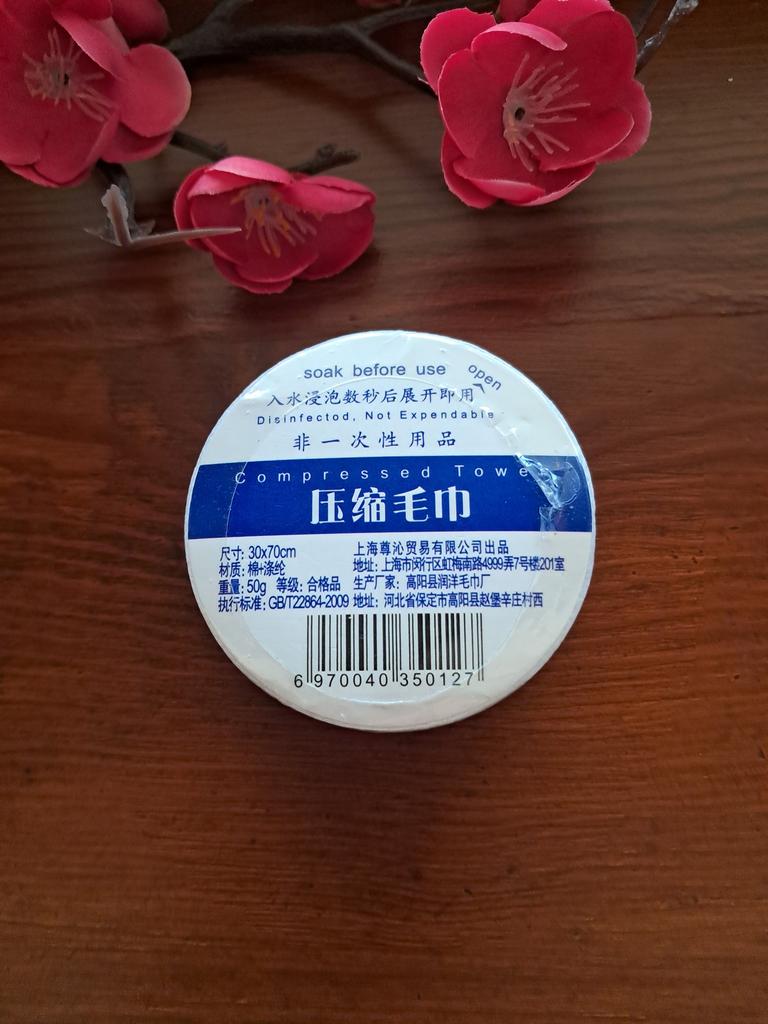 soak before use
open
入水浸泡数秒后展开即用
Disinfectod, Not Expendable
非一次性用品
Compressed Towe
压缩毛巾
尺寸: 30x70cm
材质: 棉+涤纶
重量: 50g 等级: 合格品
执行标准: GB/T22864-2009
上海尊沁贸易有限公司出品
地址: 上海市闵行区虹梅南路4999弄7号楼201室
生产厂家: 高阳县润洋毛巾厂
地址: 河北省保定市高阳县赵堡辛庄村西
6 970040 350127